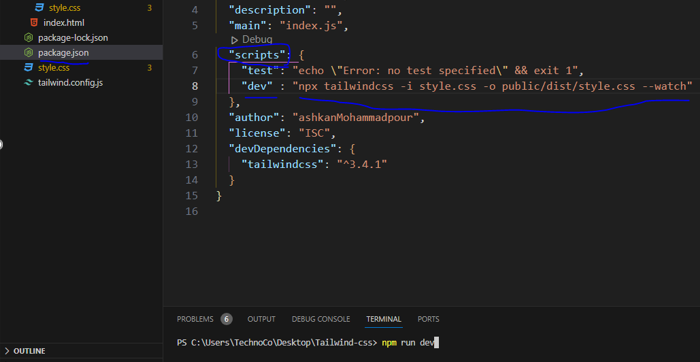 style.css 3
index.html
package-lock.json
package.json
style.css 3
tailwind.config.js
OUTLINE
4 "description": "",
5 "main": "index.js",
Debug
6 "scripts": {
7 "test": "echo \"Error: no test specified\" && exit 1",
8 "dev" : "npx tailwindcss -i style.css -o public/dist/style.css --watch"
9 },
10 "author": "ashkanMohammadpour",
11 "license": "ISC",
12 "devDependencies": {
13 "tailwindcss": "^3.4.1"
14 }
15 }
16
PROBLEMS 6 OUTPUT DEBUG CONSOLE TERMINAL PORTS
PS C:\Users\TechnoCo\Desktop\Tailwind-css> npm run dev